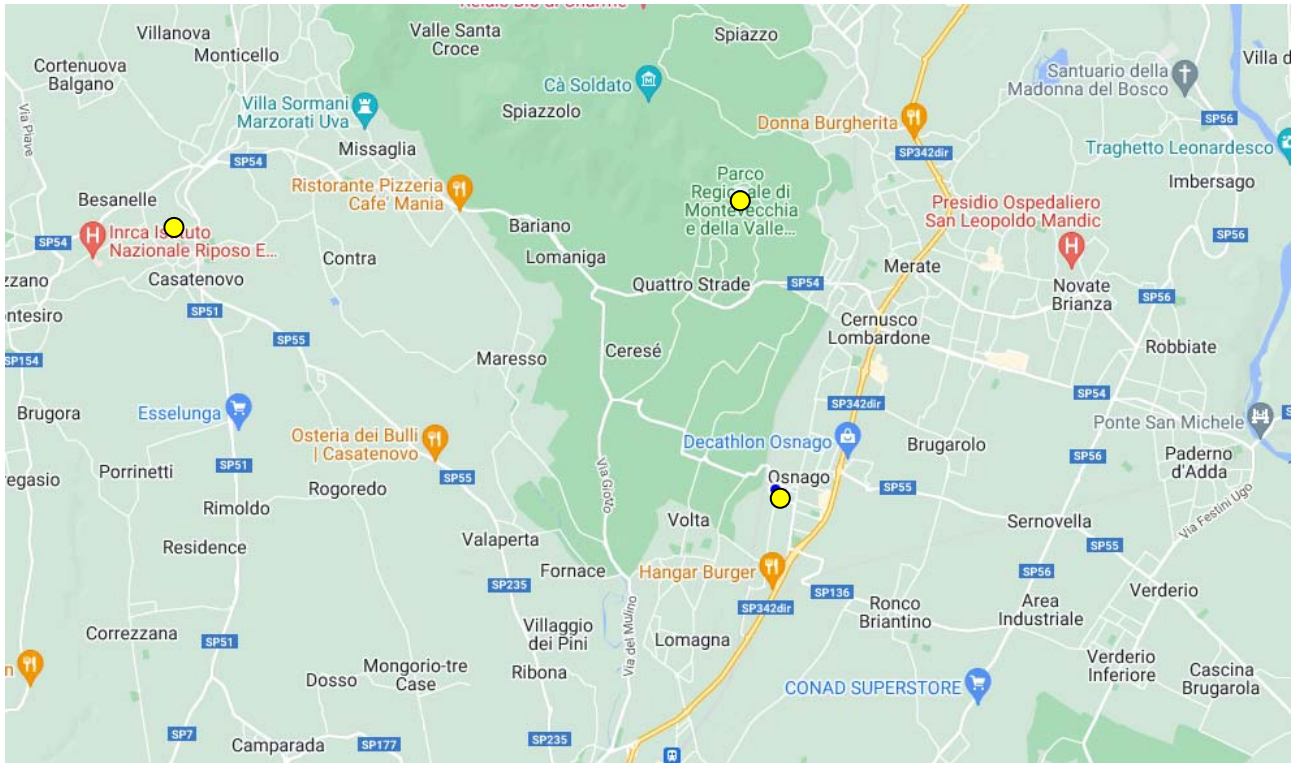 Relais Dio di Charme
Villanova
Valle Santa
Croce
Spiazzo
Monticello
Cortenuova
Balgano
Santuario della
Madonna del Bosco
Villa d
Cà Soldato
Villa Sormani
Marzorati Uva
Spiazzolo
Via Piave
Donna Burgherita
SP56
Missaglia
SP342dir
Traghetto Leonardesco
SP54
Parco
Regionale di
Montevecchia
e della Valle...
Imbersago
Ristorante Pizzeria
Cafe' Mania
Besanelle
Presidio Ospedaliero
San Leopoldo Mandic
Bariano
Inrca Istituto
Nazionale Riposo E...
SP54
SP56
Lomaniga
Contra
Merate
zzano
Casatenovo
Quattro Strade
SP54
Novate
Brianza
SP56
ontesiro
SP51
Cernusco
Lombardone
SP55
Maresso
Ceresé
Robbiate
SP154
SP54
Brugora
Esselunga
SP342dir
Ponte San Michele
S
Osteria dei Bulli
| Casatenovo
Decathlon Osnago
Brugarolo
Paderno
d'Adda
SP51
Porrinetti
SP55
SP56
regasio
Rogoredo
Via Giotto
Osnago
SP55
Rimoldo
Volta
Sernovella
Via Festini Ugo
Residence
Valaperta
SP55
Fornace
Hangar Burger
SP56
SP235
SP136
Verderio
SP342dir
Ronco
Briantino
Area
Industriale
Villaggio
dei Pini
Via del Mulino
Correzzana
SP51
Lomagna
n
Mongorio-tre
Case
Dosso
Ribona
Verderio
Inferiore
Cascina
Brugarola
CONAD SUPERSTORE
SP7
Camparada
SP177
SP235